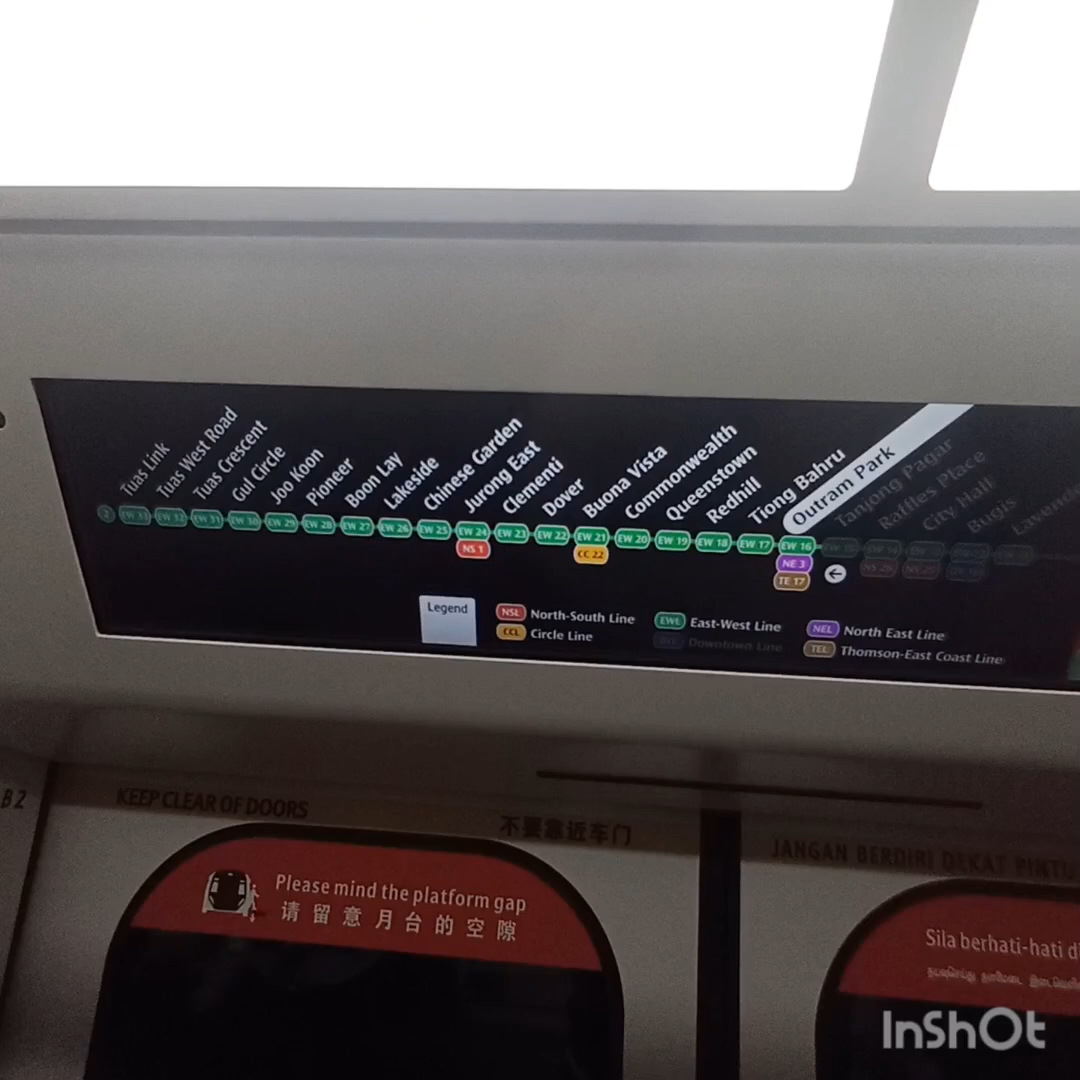 Tuas Link
Tuas West Road
Tuas Crescent
Gul Circle
Joo Koon
Pioneer
Boon Lay
Lakeside
Chinese Garden
Jurong East
Clementi
Dover
Buona Vista
Commonwealth
Queenstown
Redhill
Tiong Bahru
Outram Park
Tanjong Pagar
Raffles Place
City Hall
Bugis
2 EW 33 EW 32 EW 31 EW 30 EW 29 EW 28 EW 27 EW 26 EW 25 EW 24 EW 23 EW 22 EW 21 EW 20 EW 19 EW 18 EW 17 EW 16
NS 1 CC 22 NE 3
TE 17
Legend
NSL North-South Line EWL East-West Line NEL North East Line
CCL Circle Line Downtown Line TEL Thomson-East Coast Line
B2
KEEP CLEAR OF DOORS
不要靠近车门
JANGAN BERDIRI DEKAT PINTU
Please mind the platform gap
请留意月台的空隙
Sila berhati-hati di
InShOt